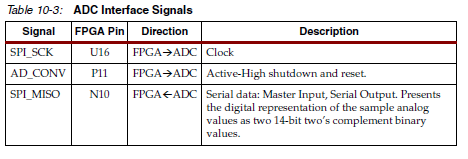 Table 10-3: ADC Interface Signals
Signal FPGA Pin Direction Description
SPI_SCK U16 FPGA→ADC Clock
AD_CONV P11 FPGA→ADC Active-High shutdown and reset.
SPI_MISO N10 FPGA←ADC Serial data: Master Input, Serial Output. Presents
the digital representation of the sample analog
values as two 14-bit two's complement binary
values.